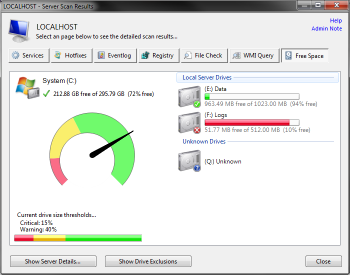 LOCALHOST - Server Scan Results
LOCALHOST
Select an page below to see the detailed scan results...
Help
Admin Note
Services
Hotfixes
Eventlog
Registry
File Check
WMI Query
Free Space
System (C:)
212.88 GB free of 295.79 GB (72% free)
Local Server Drives
(E:) Data
963.49 MB free of 1023.00 MB (94% free)
(F:) Logs
51.77 MB free of 512.00 MB (10% free)
Unknown Drives
(Q:) Unknown
Current drive size thresholds...
Critical: 15%
Warning: 40%
Show Server Details...
Show Drive Exclusions
Close